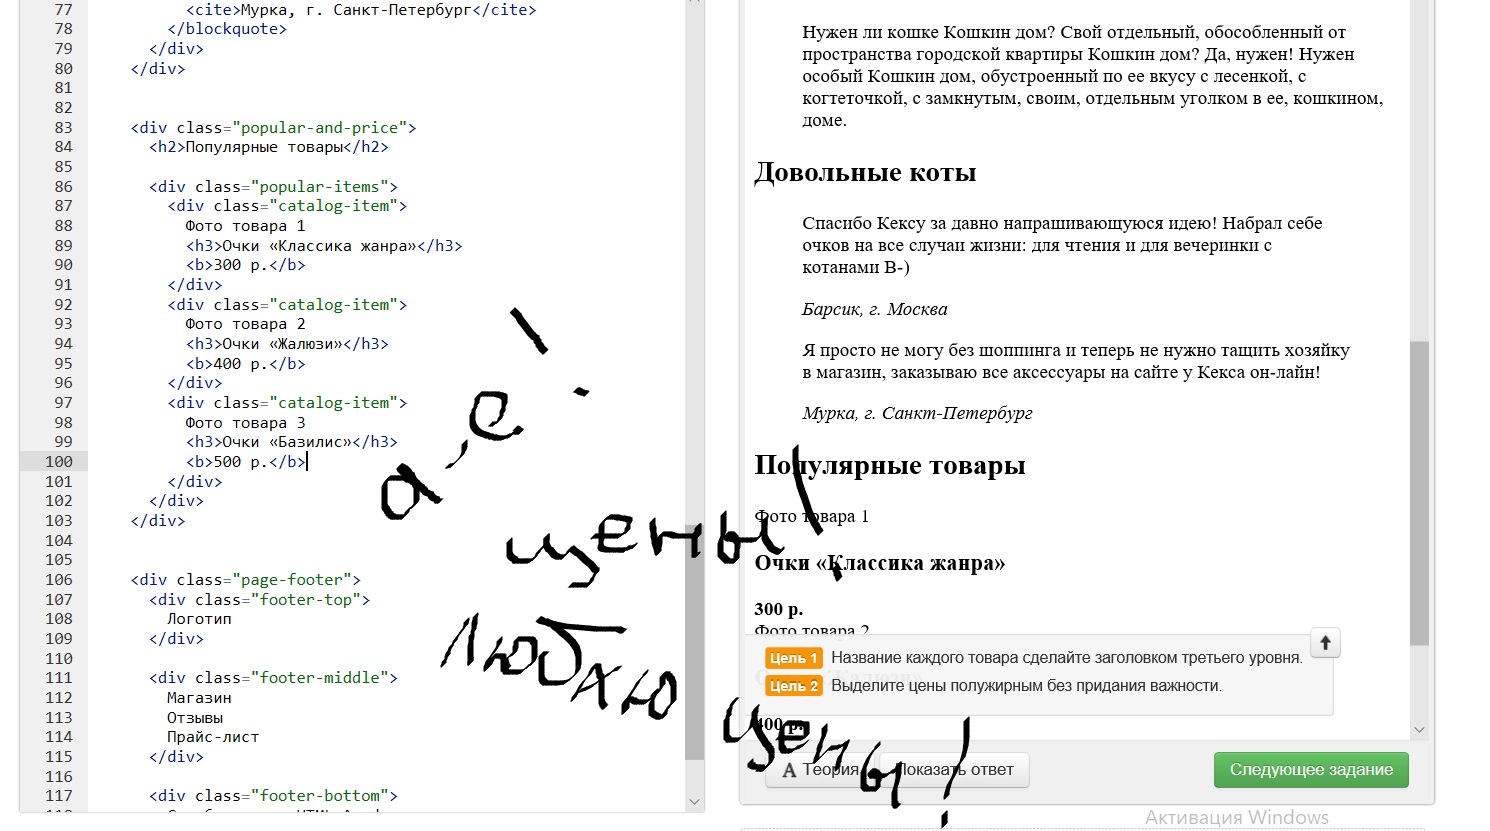 77 <cite>Мурка, г. Санкт-Петербург</cite>
78 </blockquote>
79 </div>
80 </div>
81
82
83 <div class="popular-and-price">
84 <h2>Популярные товары</h2>
85
86 <div class="popular-items">
87 <div class="catalog-item">
88 Фото товара 1
89 <h3>Очки «Классика жанра»</h3>
90 <b>300 р.</b>
91 </div>
92 <div class="catalog-item">
93 Фото товара 2
94 <h3>Очки «Жалюзи»</h3>
95 <b>400 р.</b>
96 </div>
97 <div class="catalog-item">
98 Фото товара 3
99 <h3>Очки «Базилис»</h3>
100 <b>500 р.</b>
101 </div>
102 </div>
103 </div>
104
105
106 <div class="page-footer">
107 <div class="footer-top">
108 Логотип
109 </div>
110
111 <div class="footer-middle">
112 Магазин
113 Отзывы
114 Прайс-лист
115 </div>
116
117 <div class="footer-bottom">
а, е!
цены!
люблю
цены!
Нужен ли кошке Кошкин дом? Свой отдельный, обособленный от
пространства городской квартиры Кошкин дом? Да, нужен! Нужен
особый Кошкин дом, обустроенный по ее вкусу с лесенкой, с
когтеточкой, с замкнутым, своим, отдельным уголком в ее, кошкином,
доме.
Довольные коты
Спасибо Кексу за давно напрашивающуюся идею! Набрал себе
очков на все случаи жизни: для чтения и для вечеринки с
котанами B-)
Барсик, г. Москва
Я просто не могу без шоппинга и теперь не нужно тащить хозяйку
в магазин, заказываю все аксессуары на сайте у Кекса он-лайн!
Мурка, г. Санкт-Петербург
Популярные товары
Фото товара 1
Очки «Классика жанра»
300 р.
Фото товара 2
Цель 1 Название каждого товара сделайте заголовком третьего уровня.
Цель 2 Выделите цены полужирным без придания важности.
400 р.
Теория
Показать ответ
Следующее задание
Активация Windows